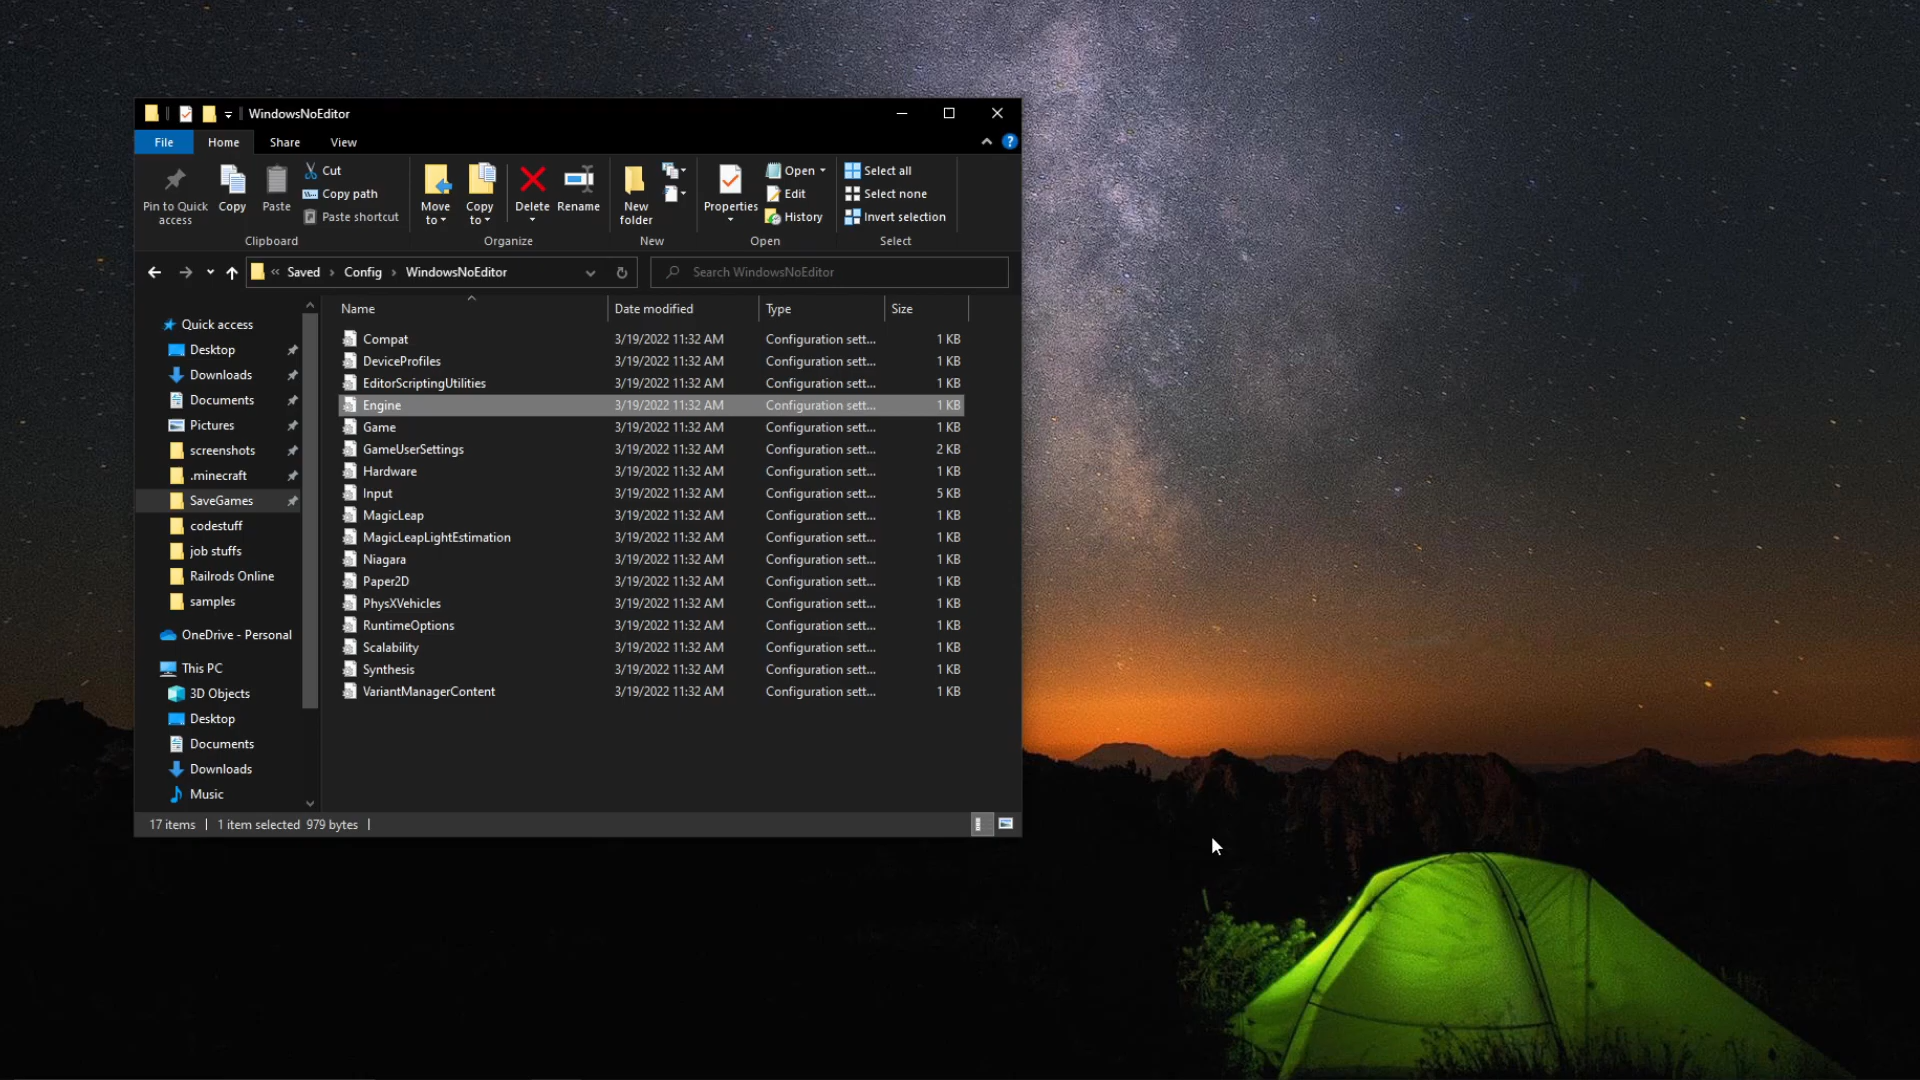 WindowsNoEditor
File Home Share View
Pin to Quick access
Copy
Paste
Cut
Copy path
Paste shortcut
Move to
Copy to
Delete
Rename
New folder
Properties
Open
Edit
History
Select all
Select none
Invert selection
Clipboard Organize New Open Select
« Saved › Config › WindowsNoEditor
Search WindowsNoEditor
Quick access
Desktop
Downloads
Documents
Pictures
screenshots
.minecraft
SaveGames
codestuff
job stuffs
Railrods Online
samples
OneDrive - Personal
This PC
3D Objects
Desktop
Documents
Downloads
Music
Name Date modified Type Size
Compat 3/19/2022 11:32 AM Configuration sett... 1 KB
DeviceProfiles 3/19/2022 11:32 AM Configuration sett... 1 KB
EditorScriptingUtilities 3/19/2022 11:32 AM Configuration sett... 1 KB
Engine 3/19/2022 11:32 AM Configuration sett... 1 KB
Game 3/19/2022 11:32 AM Configuration sett... 1 KB
GameUserSettings 3/19/2022 11:32 AM Configuration sett... 2 KB
Hardware 3/19/2022 11:32 AM Configuration sett... 1 KB
Input 3/19/2022 11:32 AM Configuration sett... 5 KB
MagicLeap 3/19/2022 11:32 AM Configuration sett... 1 KB
MagicLeapLightEstimation 3/19/2022 11:32 AM Configuration sett... 1 KB
Niagara 3/19/2022 11:32 AM Configuration sett... 1 KB
Paper2D 3/19/2022 11:32 AM Configuration sett... 1 KB
PhysXVehicles 3/19/2022 11:32 AM Configuration sett... 1 KB
RuntimeOptions 3/19/2022 11:32 AM Configuration sett... 1 KB
Scalability 3/19/2022 11:32 AM Configuration sett... 1 KB
Synthesis 3/19/2022 11:32 AM Configuration sett... 1 KB
VariantManagerContent 3/19/2022 11:32 AM Configuration sett... 1 KB
17 items 1 item selected 979 bytes